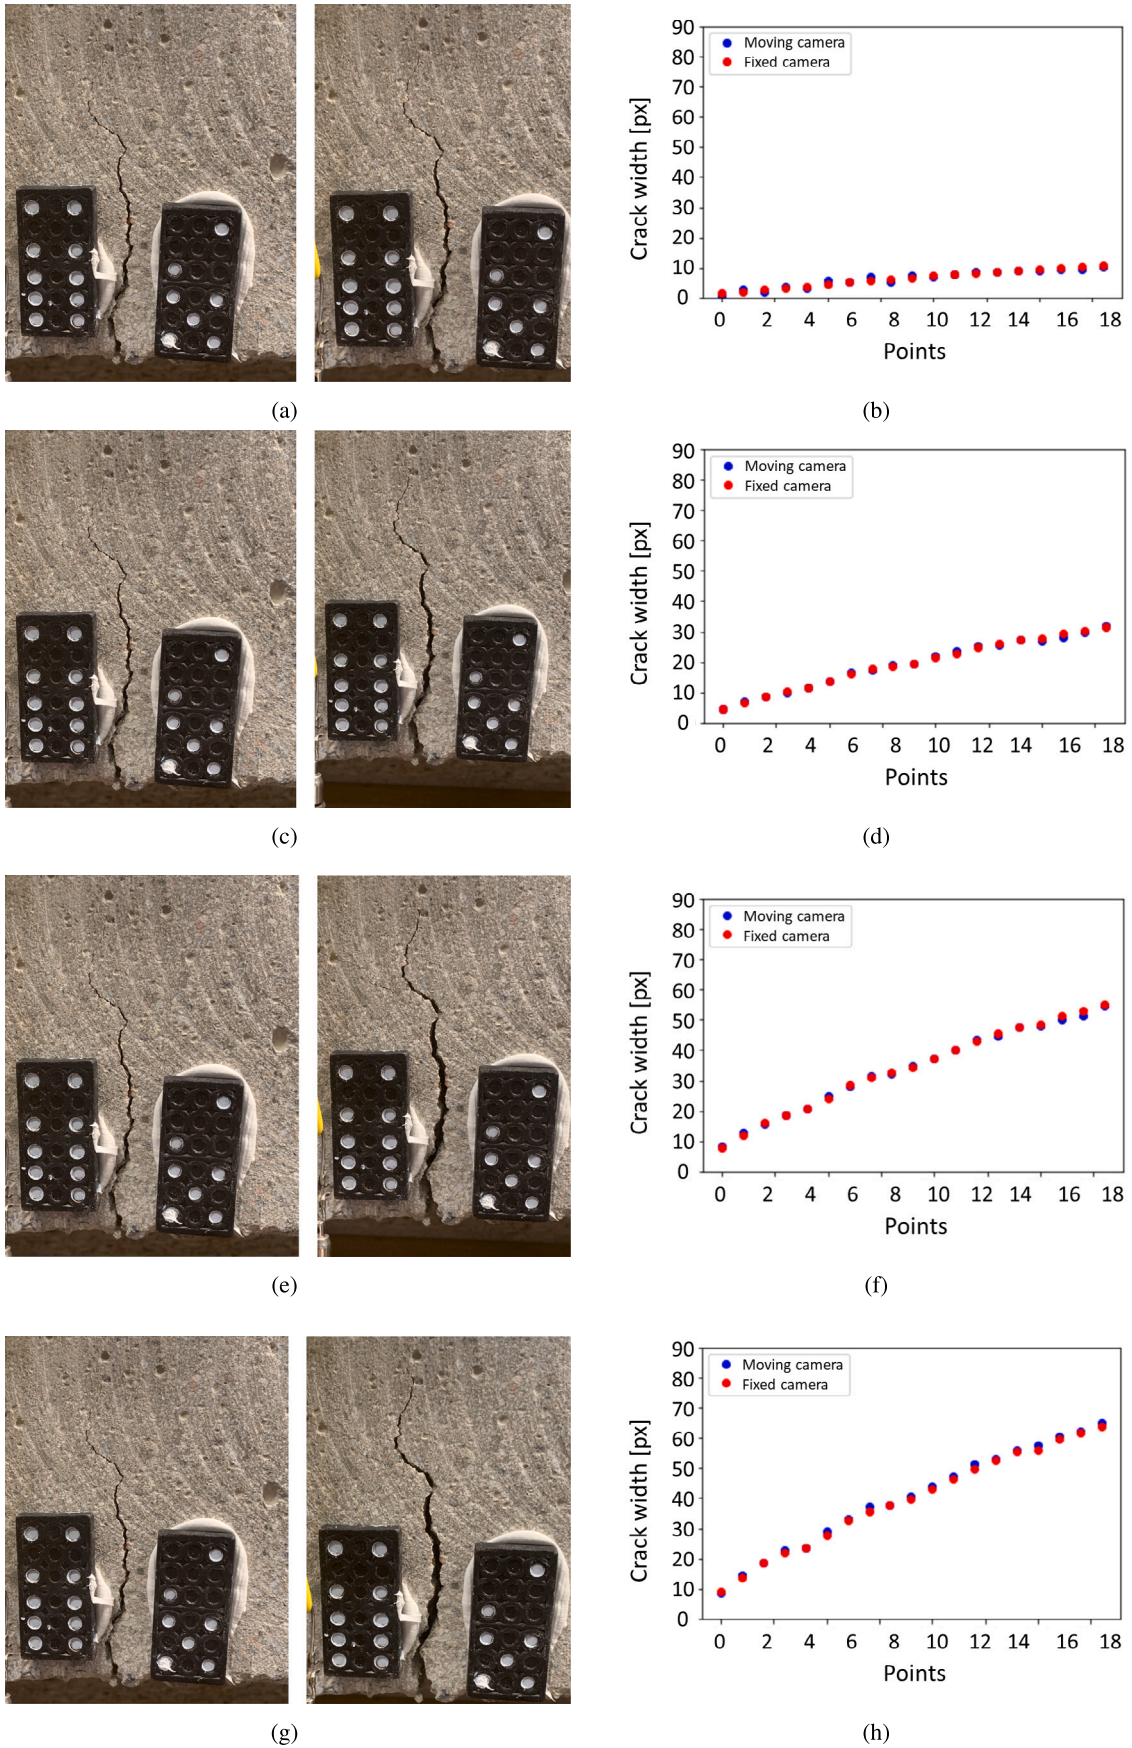 90
80
70
60
50
40
30
20
10
0
Crack width [px]
Moving camera
Fixed camera
0 2 4 6 8 10 12 14 16 18
Points
(a)
(b)
90
80
70
60
50
40
30
20
10
0
Crack width [px]
Moving camera
Fixed camera
0 2 4 6 8 10 12 14 16 18
Points
(c)
(d)
90
80
70
60
50
40
30
20
10
0
Crack width [px]
Moving camera
Fixed camera
0 2 4 6 8 10 12 14 16 18
Points
(e)
(f)
90
80
70
60
50
40
30
20
10
0
Crack width [px]
Moving camera
Fixed camera
0 2 4 6 8 10 12 14 16 18
Points
(g)
(h)